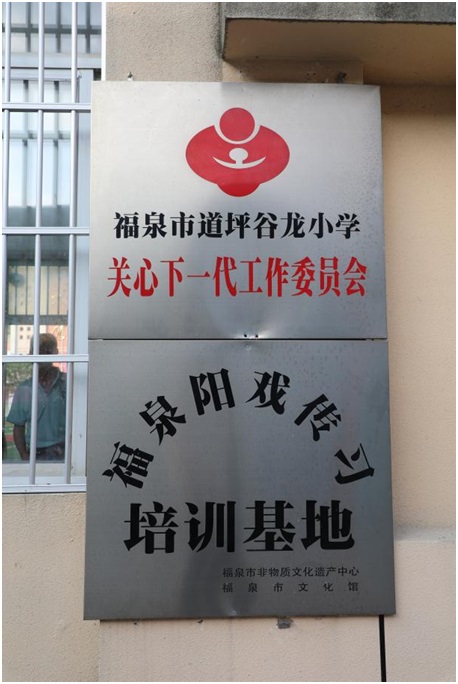 福泉市道坪谷龙小学
关心下一代工作委员会
福泉阳戏传习
培训基地
福泉市非物质文化遗产中心
福泉市文化馆